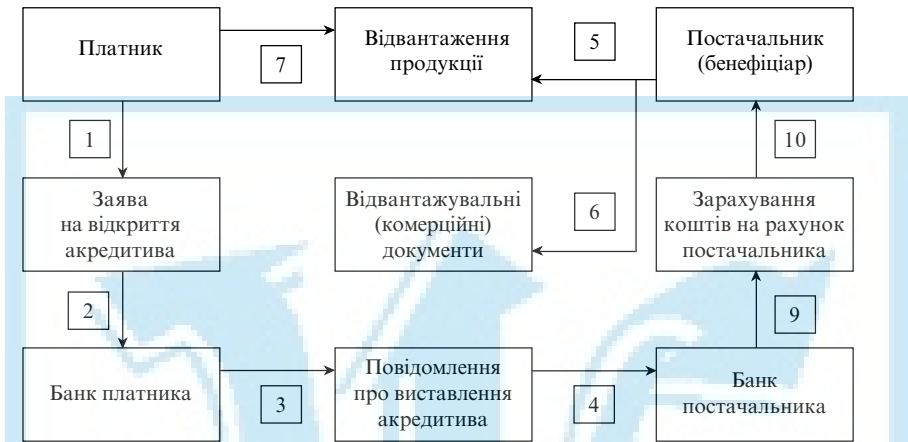 Платник
7
Відвантаження
продукції
5
Постачальник
(бенефіціар)
1
10
Заява
на відкриття
акредитива
Відвантажувальні
(комерційні)
документи
6
Зарахування
коштів на рахунок
постачальника
2
9
Банк платника
3
Повідомлення
про виставлення
акредитива
4
Банк
постачальника